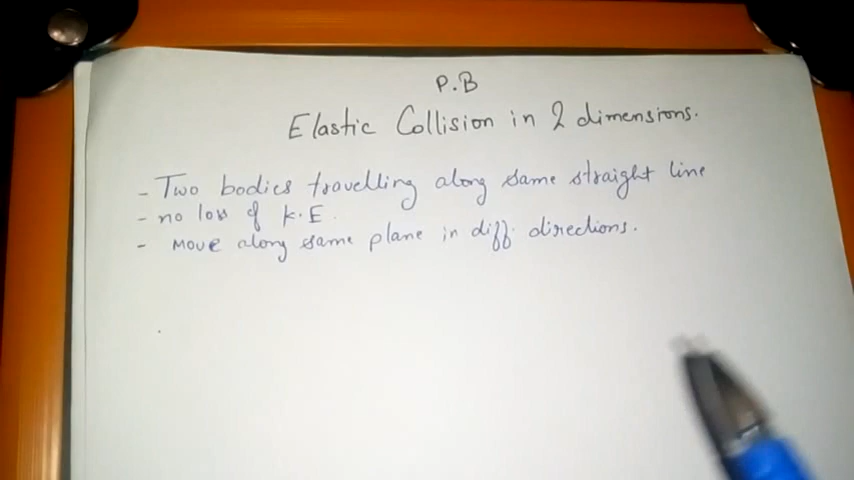 P.B
Elastic Collision in 2 dimensions.
- Two bodies travelling along same straight line
- no loss of K.E.
- move along same plane in diff. directions.